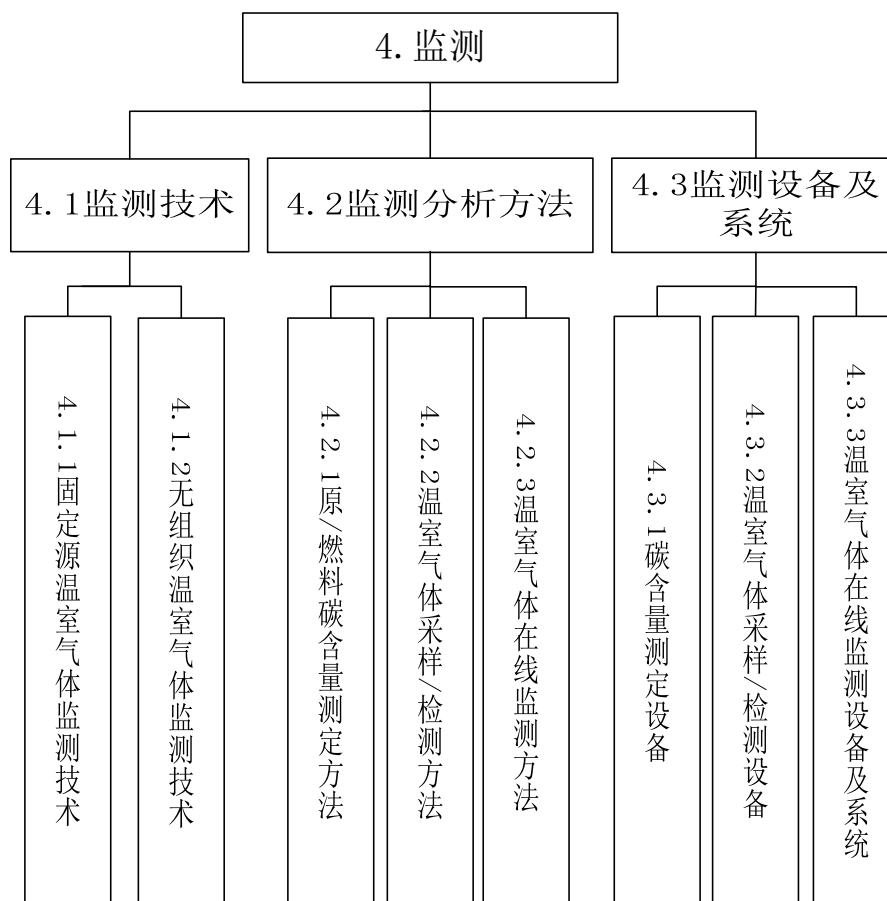 4.监测
4.1监测技术
4.2监测分析方法
4.3监测设备及
系统
4.1.1固定源温室气体监测技术
4.1.2无组织温室气体监测技术
4.2.1原/燃料碳含量测定方法
4.2.2温室气体采样/检测方法
4.2.3温室气体在线监测方法
4.3.1碳含量测定设备
4.3.2温室气体采样/检测设备
4.3.3温室气体在线监测设备及系统